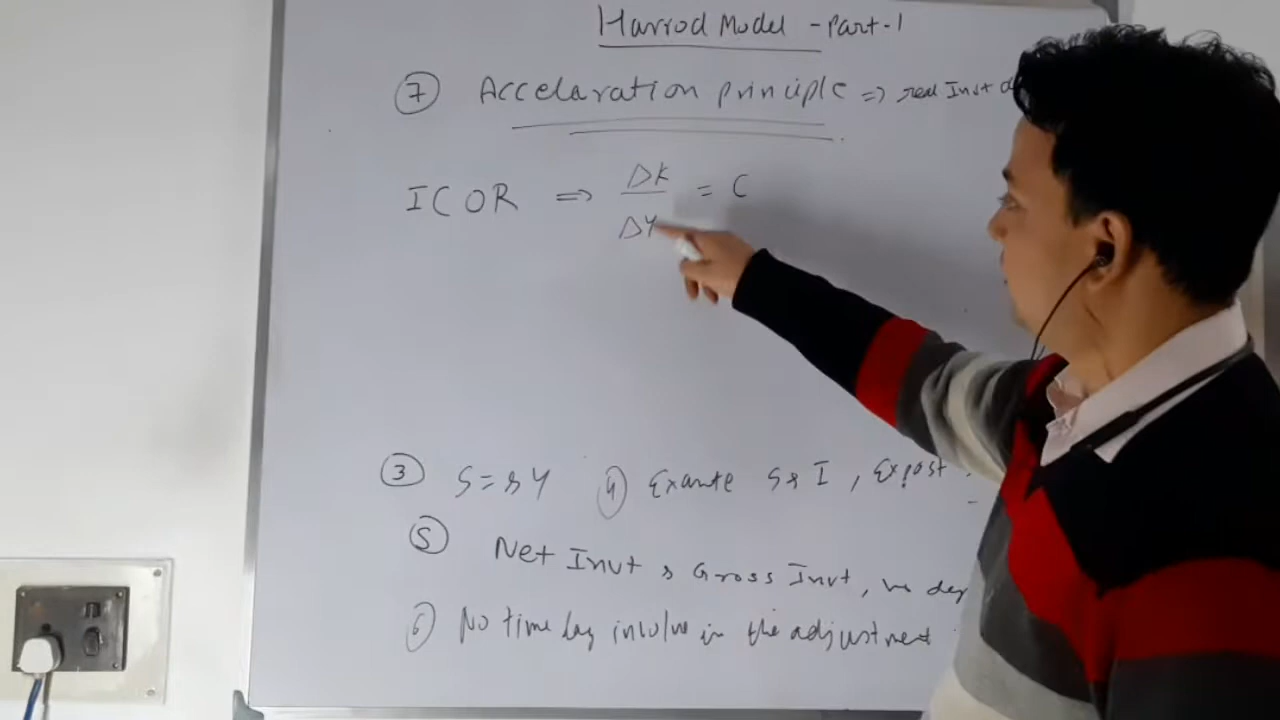 Harrod Model - Part-1
⑦ Accelaration principle => real Inst d
ICOR => ΔK/ΔY = C
③ S = sY ④ Exante S & I, Expost
⑤ Net Invt & Gross Invt, no dep
⑥ No time lag involve in the adjustment